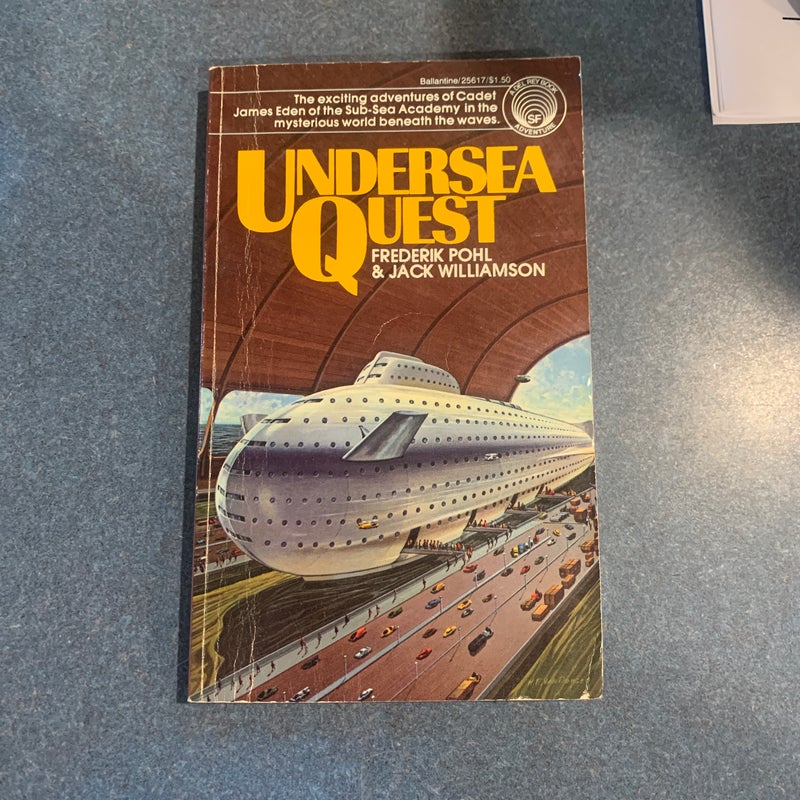 Ballantine/25617/$1.50
The exciting adventures of Cadet
James Eden of the Sub-Sea Academy in the
mysterious world beneath the waves.
A DEL REY BOOK
SF
ADVENTURE
UNDERSEA
QUEST
FREDERIK POHL
& JACK WILLIAMSON